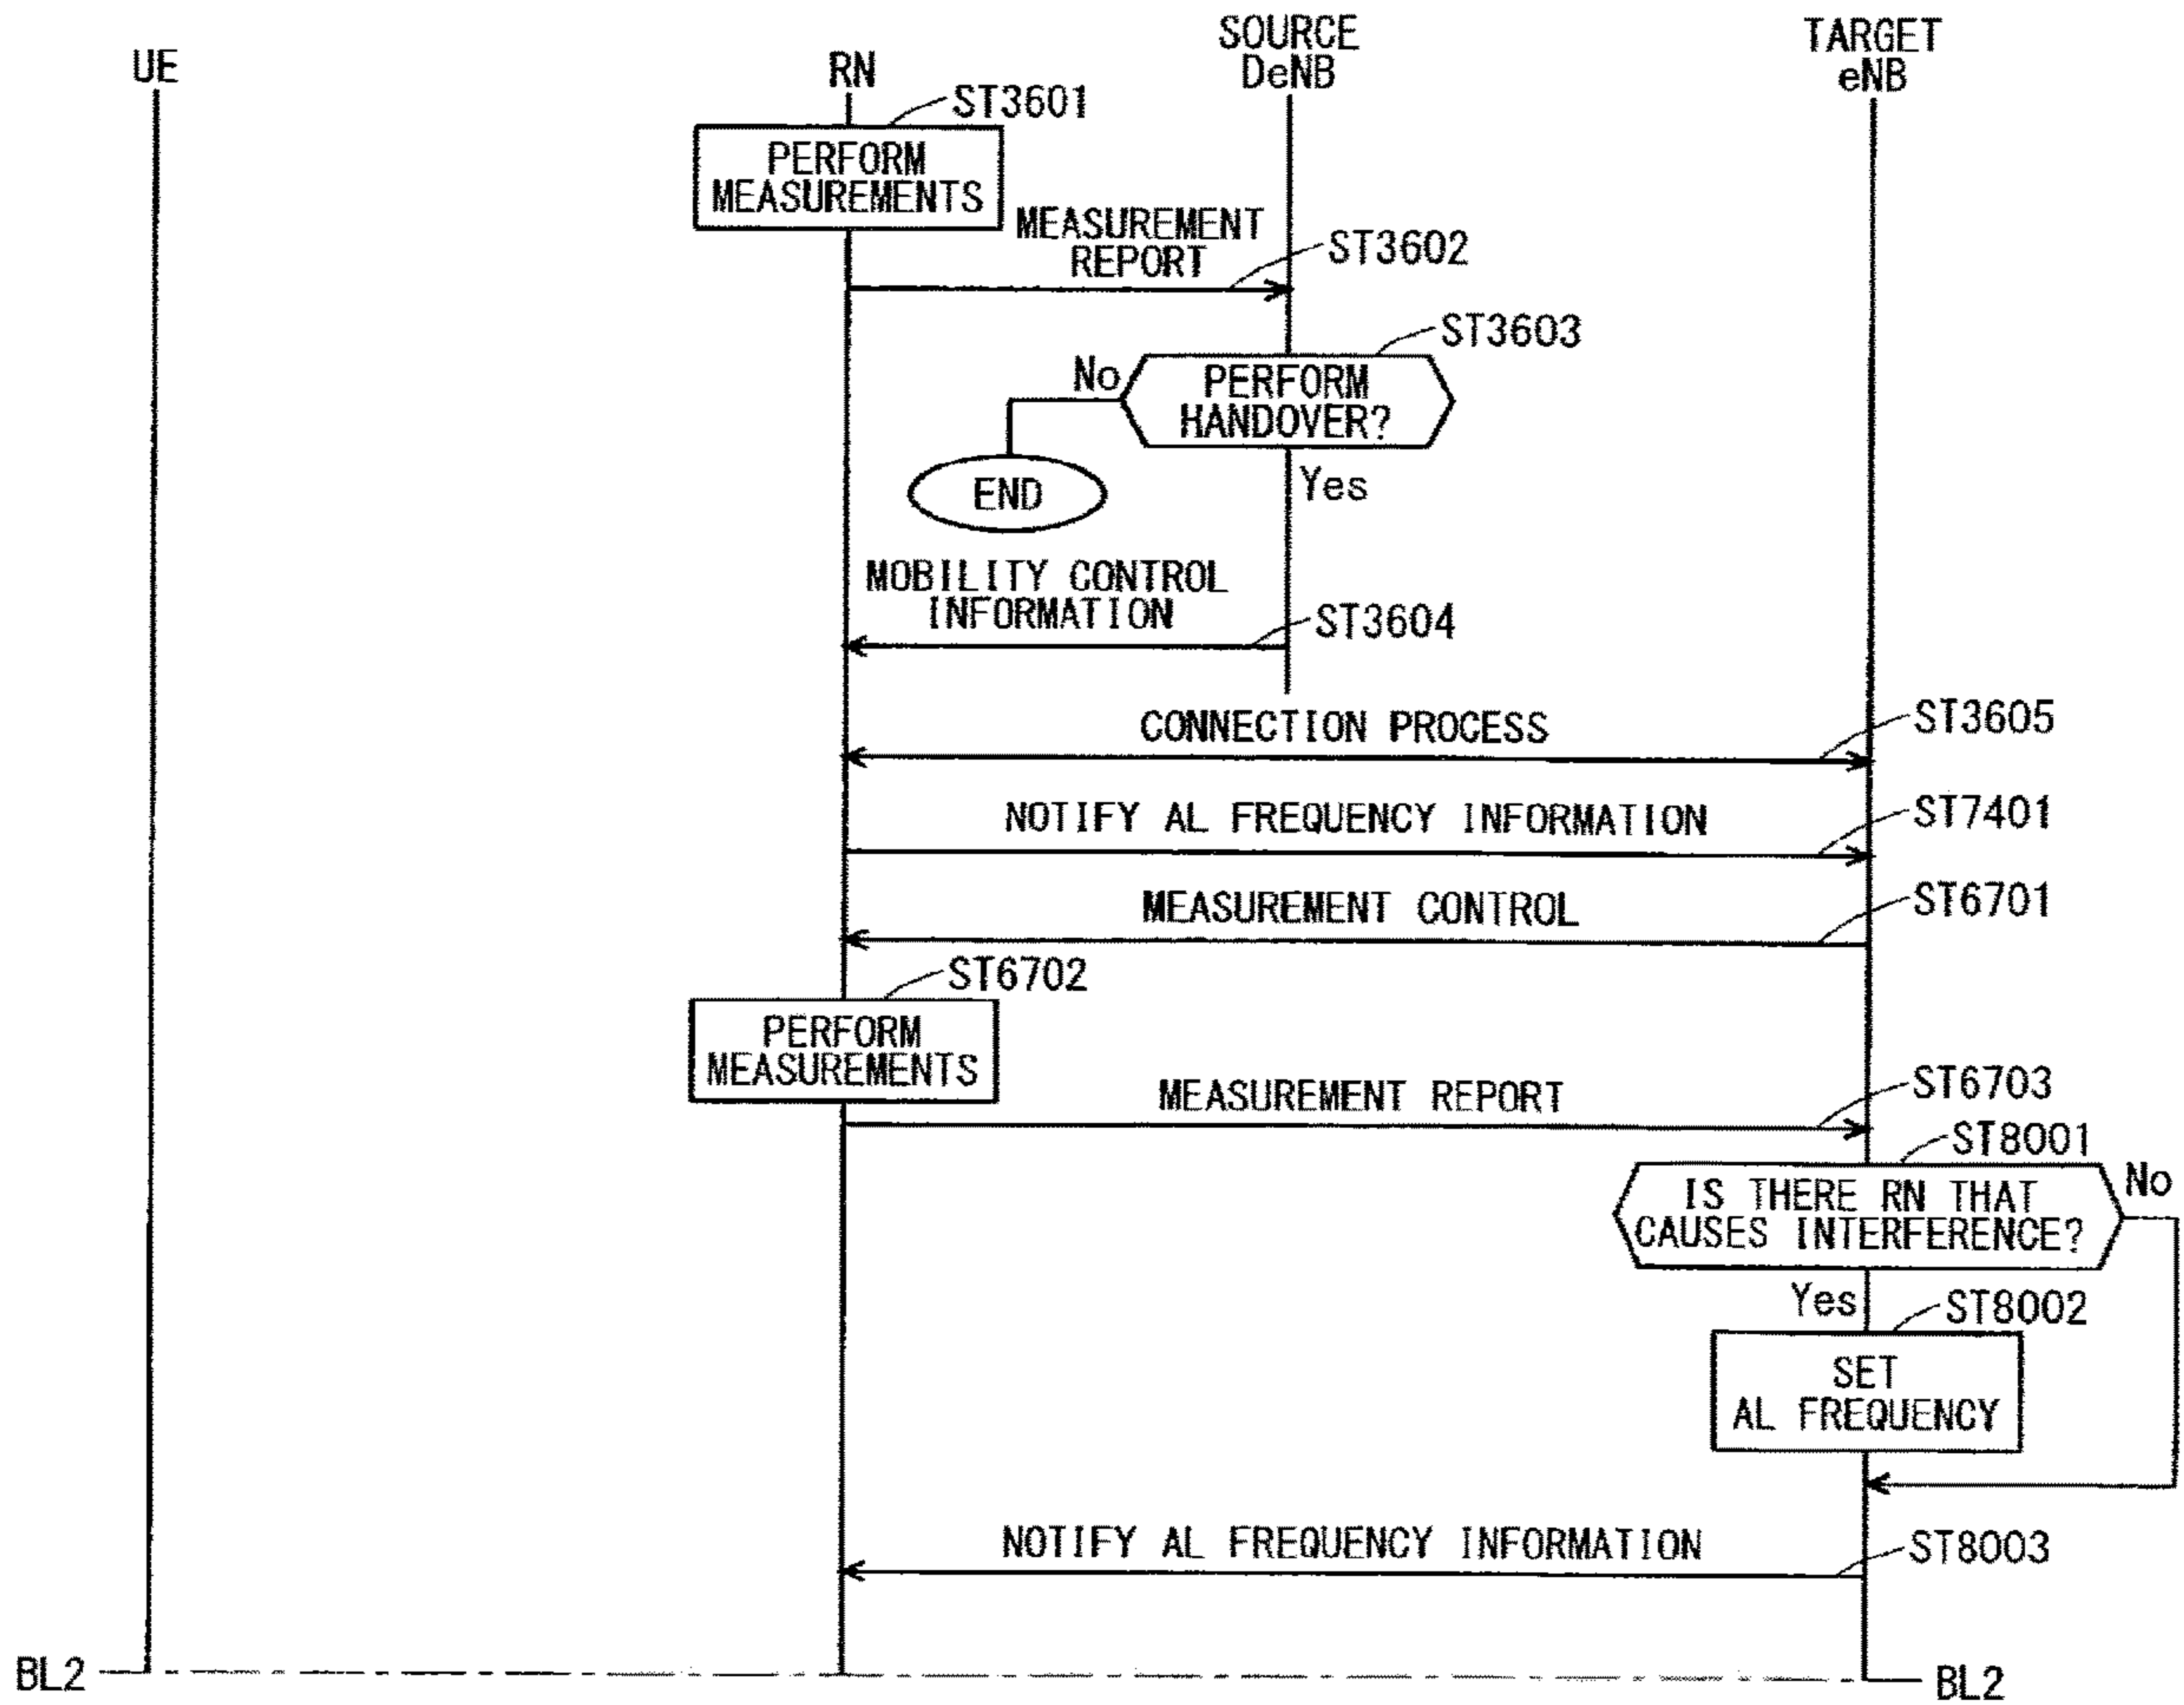 UE
RN
SOURCE
DeNB
TARGET
eNB
ST3601
PERFORM
MEASUREMENTS
MEASUREMENT
REPORT
ST3602
ST3603
No
PERFORM
HANDOVER?
END
Yes
MOBILITY CONTROL
INFORMATION
ST3604
CONNECTION PROCESS
ST3605
NOTIFY AL FREQUENCY INFORMATION
ST7401
MEASUREMENT CONTROL
ST6701
ST6702
PERFORM
MEASUREMENTS
MEASUREMENT REPORT
ST6703
ST8001
IS THERE RN THAT
CAUSES INTERFERENCE?
No
Yes
ST8002
SET
AL FREQUENCY
NOTIFY AL FREQUENCY INFORMATION
ST8003
BL2
BL2